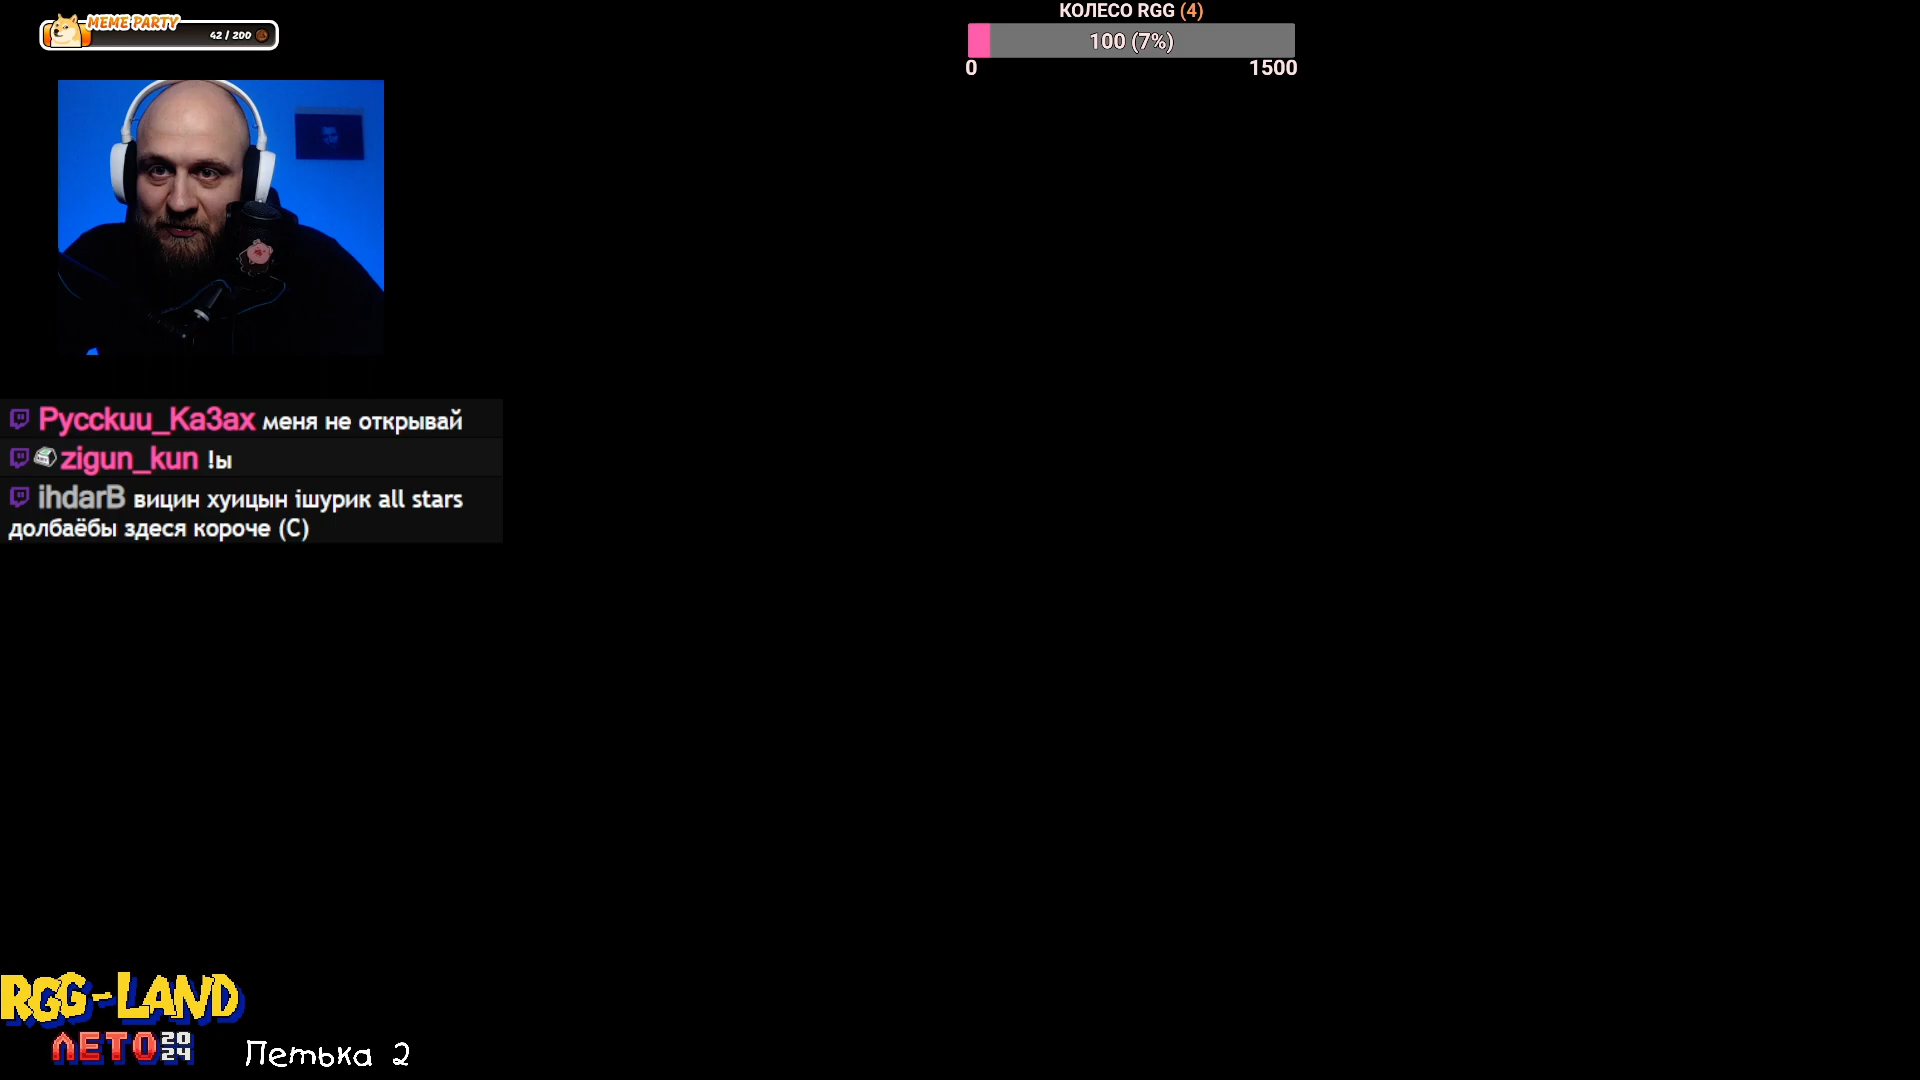 MEME PARTY
42 / 200
КОЛЕСО RGG (4)
100 (7%)
0 1500
Pycckuu_Ka3ax меня не открывай
zigun_kun !ы
ihdarB вицин хуицын iшурик all stars
долбаёбы здеся короче (С)
RGG-LAND
ЛЕТО 2024
Петька 2